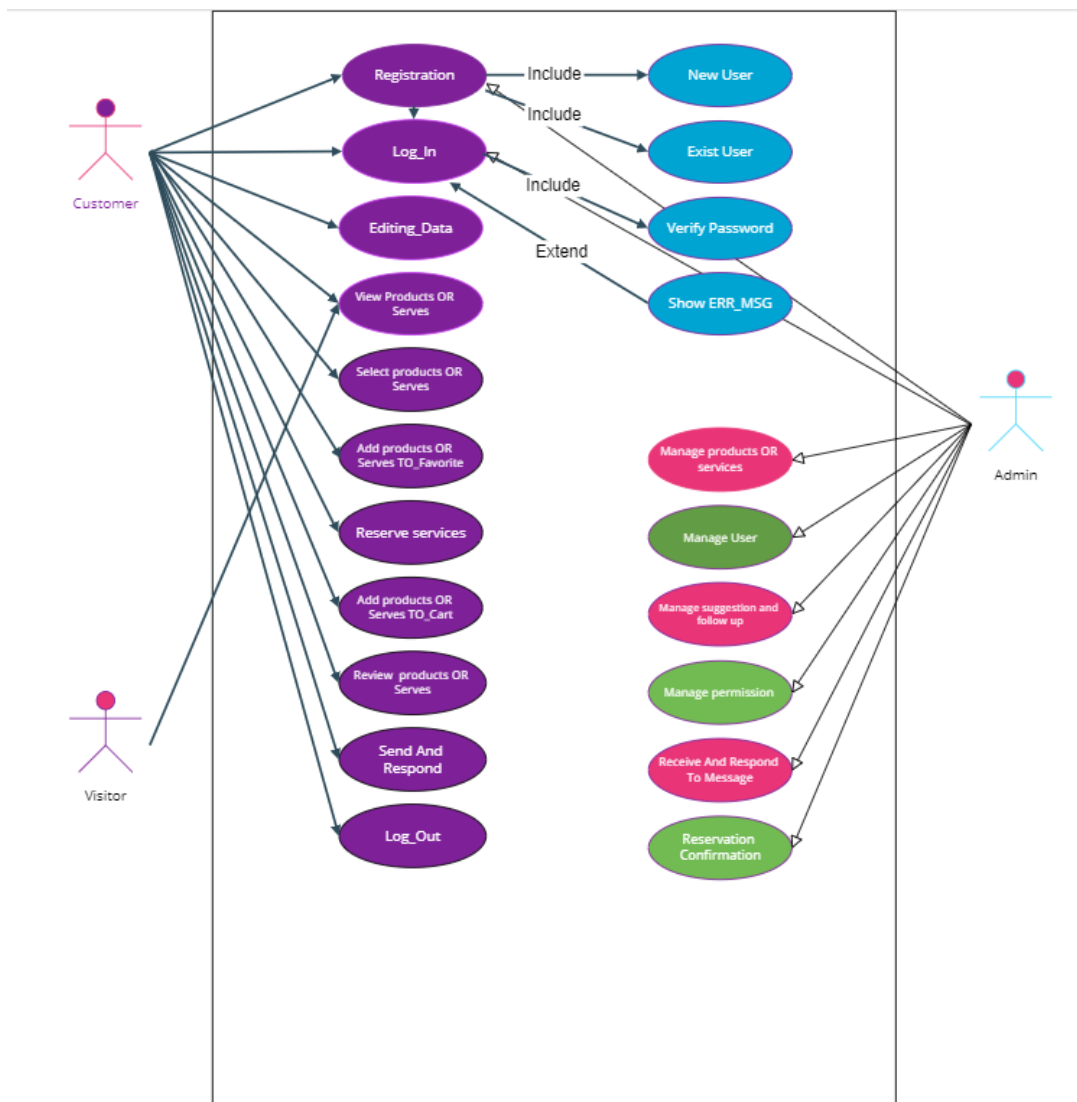 Registration
Include
New User
Include
Customer
Log_In
Exist User
Include
Editing_Data
Verify Password
Extend
View Products OR
Serves
Show ERR_MSG
Select products OR
Serves
Add products OR
Serves TO_Favorite
Manage products OR
services
Admin
Reserve services
Manage User
Add products OR
Serves TO_Cart
Manage suggestion and
follow up
Review products OR
Serves
Manage permission
Visitor
Send And
Respond
Receive And Respond
To Message
Log_Out
Reservation
Confirmation